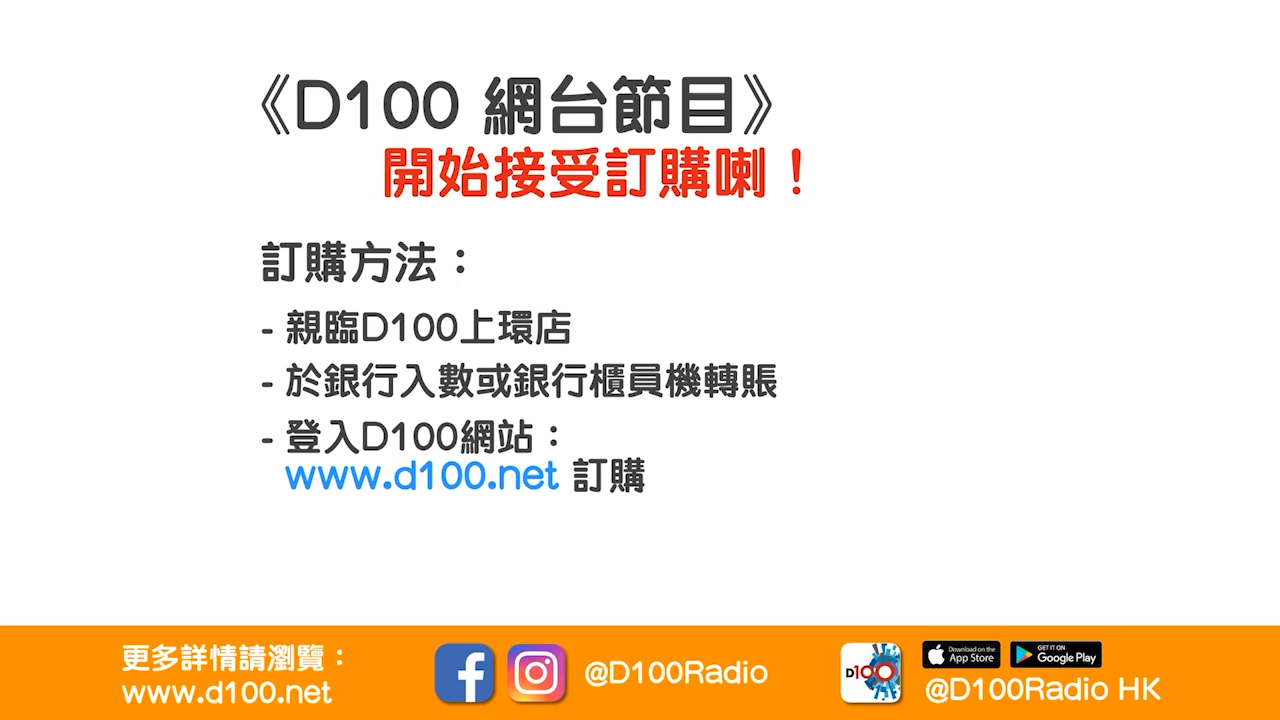 《D100 網台節目》
開始接受訂購喇！
訂購方法：
- 親臨D100上環店
- 於銀行入數或銀行櫃員機轉賬
- 登入D100網站：
www.d100.net 訂購
更多詳情請瀏覽：
www.d100.net
@D100Radio
D100
Download on the
App Store
GET IT ON
Google Play
@D100Radio HK